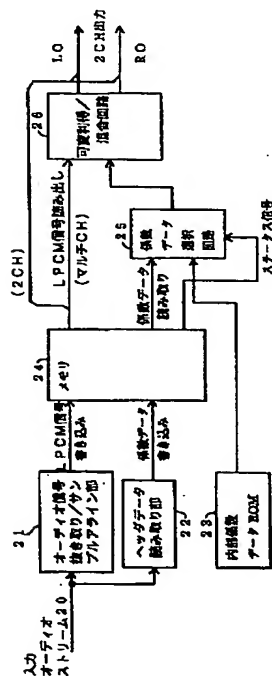 入力
オーディオ
ストリーム20
21
オーディオ信号
抜き取り/サン
プルアライン部
ヘッダデータ
読み取り部
22
23
内部係数
データROM
LPCM信号
書き込み
係数データ
書き込み
24
メモリ
(2CH)
LPCM信号読み出し
(マルチCH)
係数データ
読み取り
25
係数
データ
選択
回路
ステータス信号
26
可変利得/
混合回路
LO
2CH出力
RO